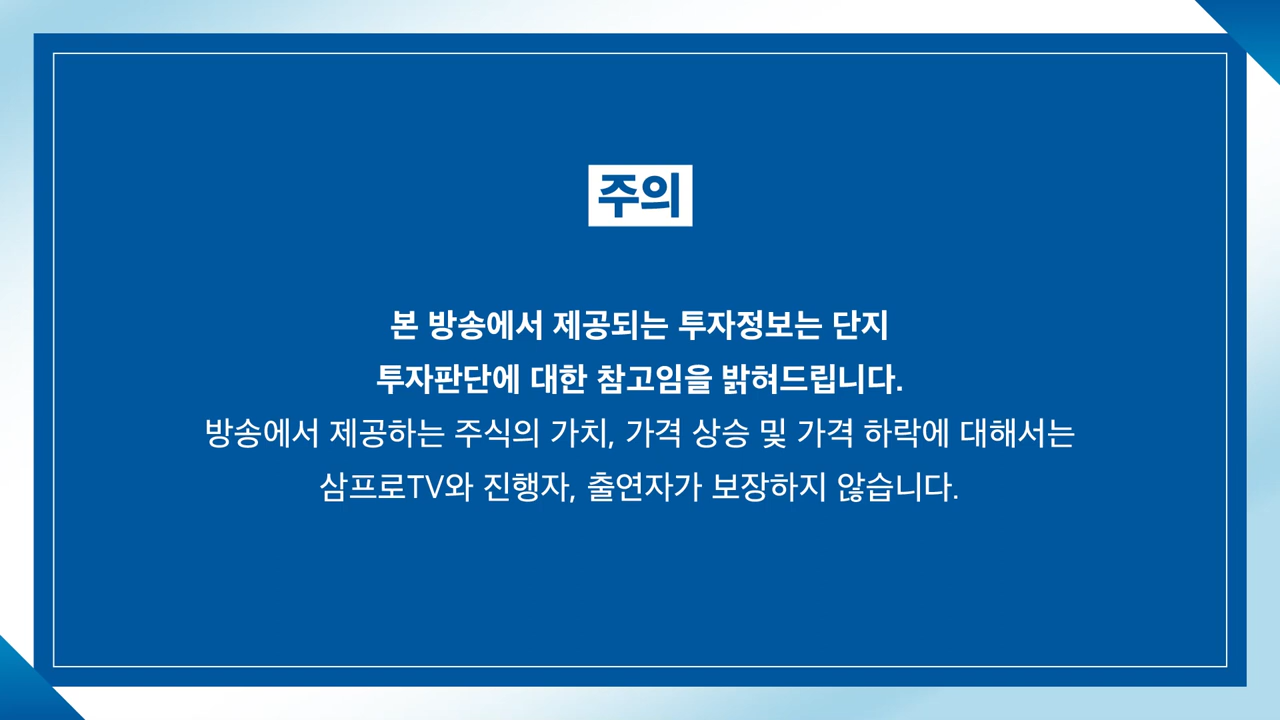 주의
본 방송에서 제공되는 투자정보는 단지
투자판단에 대한 참고임을 밝혀드립니다.
방송에서 제공하는 주식의 가치, 가격 상승 및 가격 하락에 대해서는
삼프로TV와 진행자, 출연자가 보장하지 않습니다.